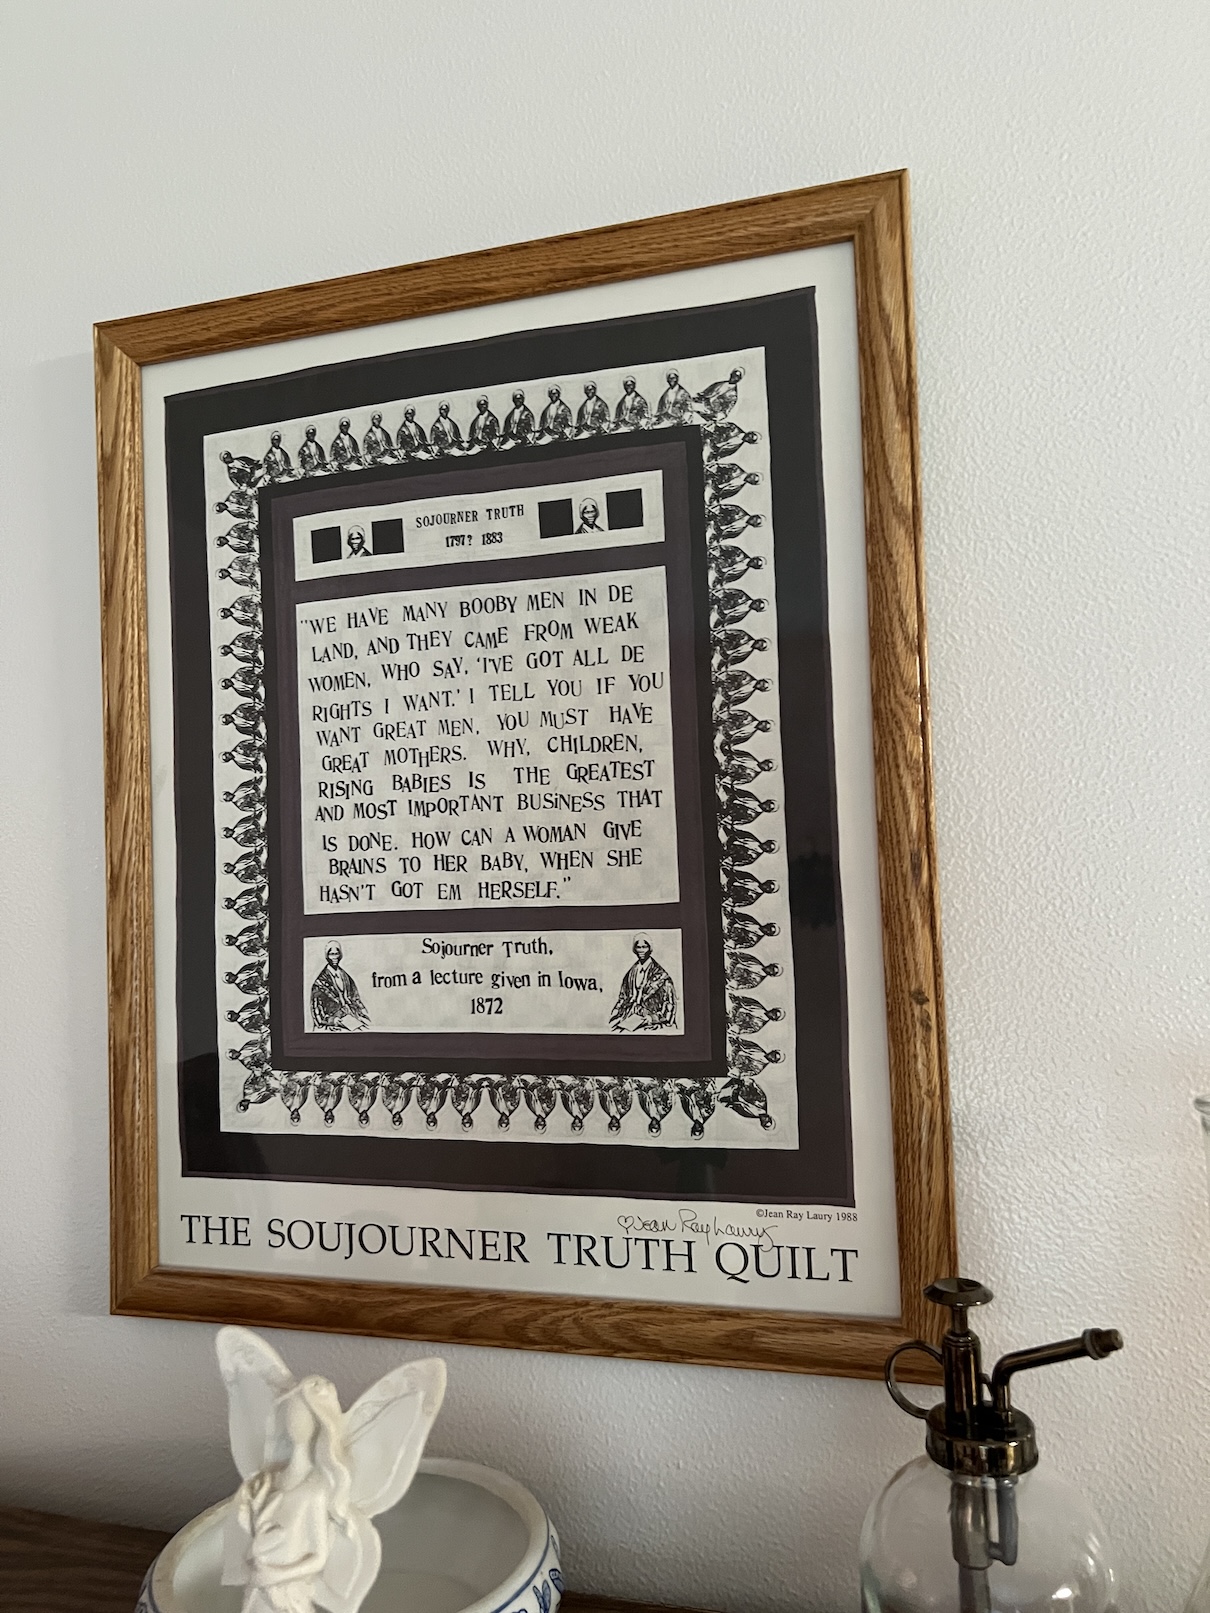 SOJOURNER TRUTH
1797? 1883
"WE HAVE MANY BOOBY MEN IN DE
LAND, AND THEY CAME FROM WEAK
WOMEN, WHO SAY, 'I'VE GOT ALL DE
RIGHTS I WANT.' I TELL YOU IF YOU
WANT GREAT MEN, YOU MUST HAVE
GREAT MOTHERS. WHY, CHILDREN,
RISING BABIES IS THE GREATEST
AND MOST IMPORTANT BUSINESS THAT
IS DONE. HOW CAN A WOMAN GIVE
BRAINS TO HER BABY, WHEN SHE
HASN'T GOT EM HERSELF."
Sojourner Truth,
from a lecture given in Iowa,
1872
©Jean Ray Laury 1988
♡Jean Ray Laury
THE SOUJOURNER TRUTH QUILT